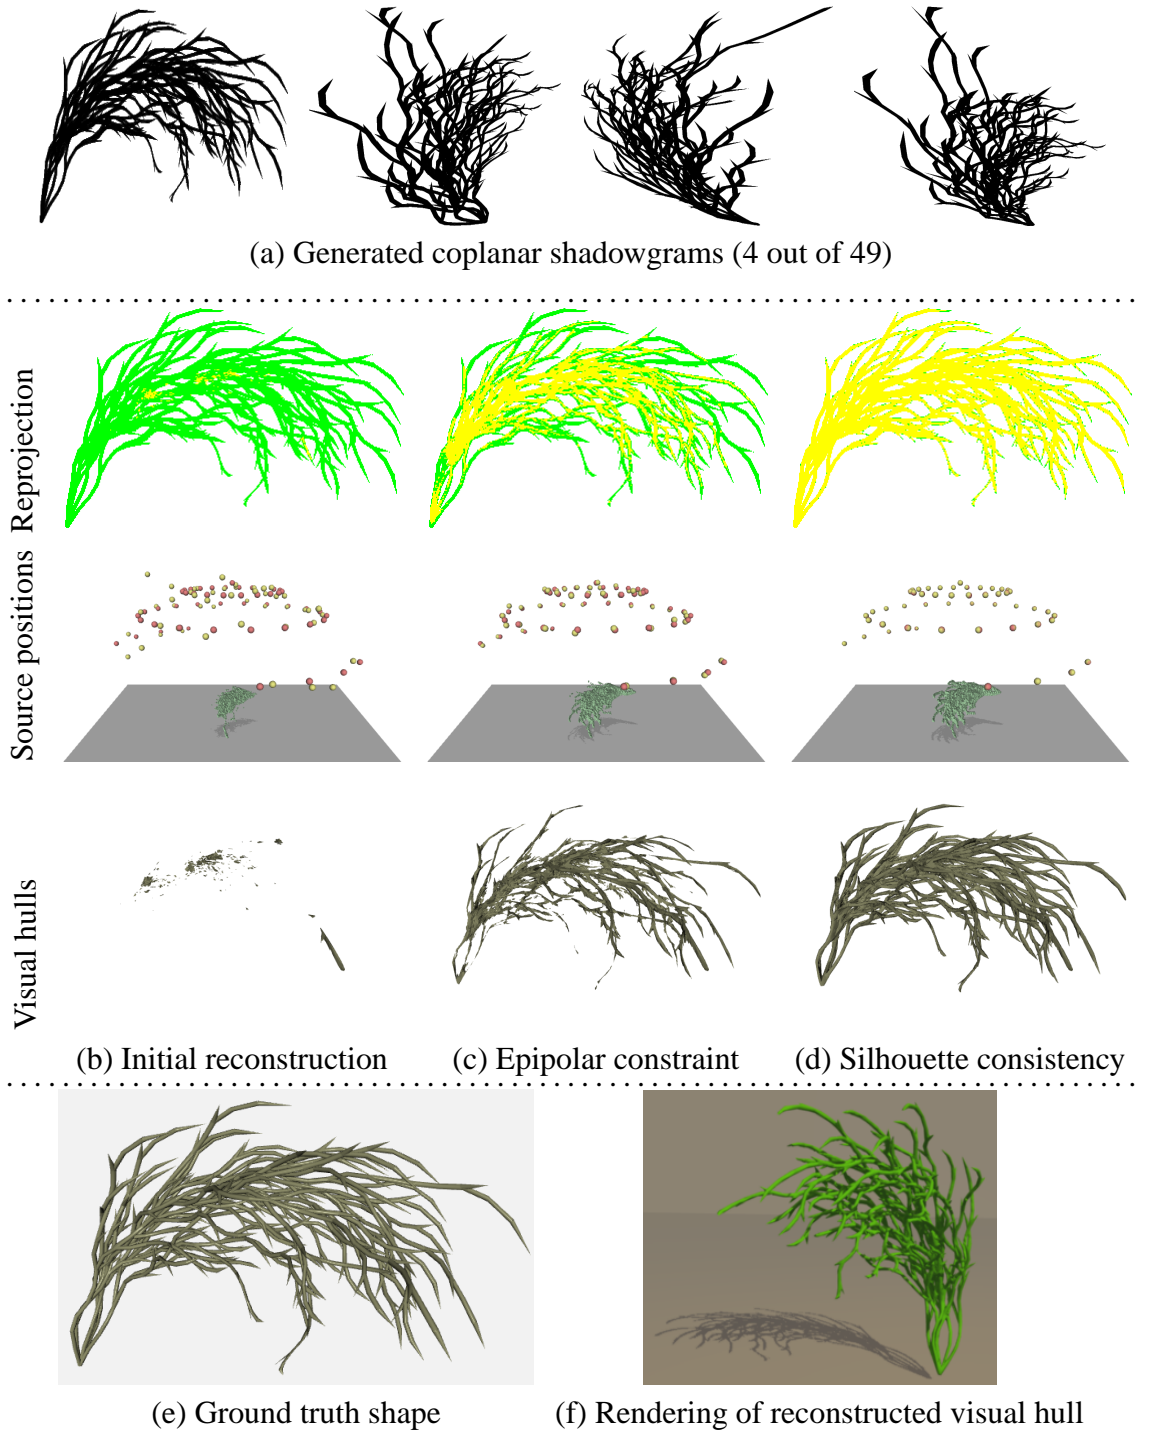 (a) Generated coplanar shadowgrams (4 out of 49)
Reprojection
Source positions
Visual hulls
(b) Initial reconstruction
(c) Epipolar constraint
(d) Silhouette consistency
(e) Ground truth shape
(f) Rendering of reconstructed visual hull